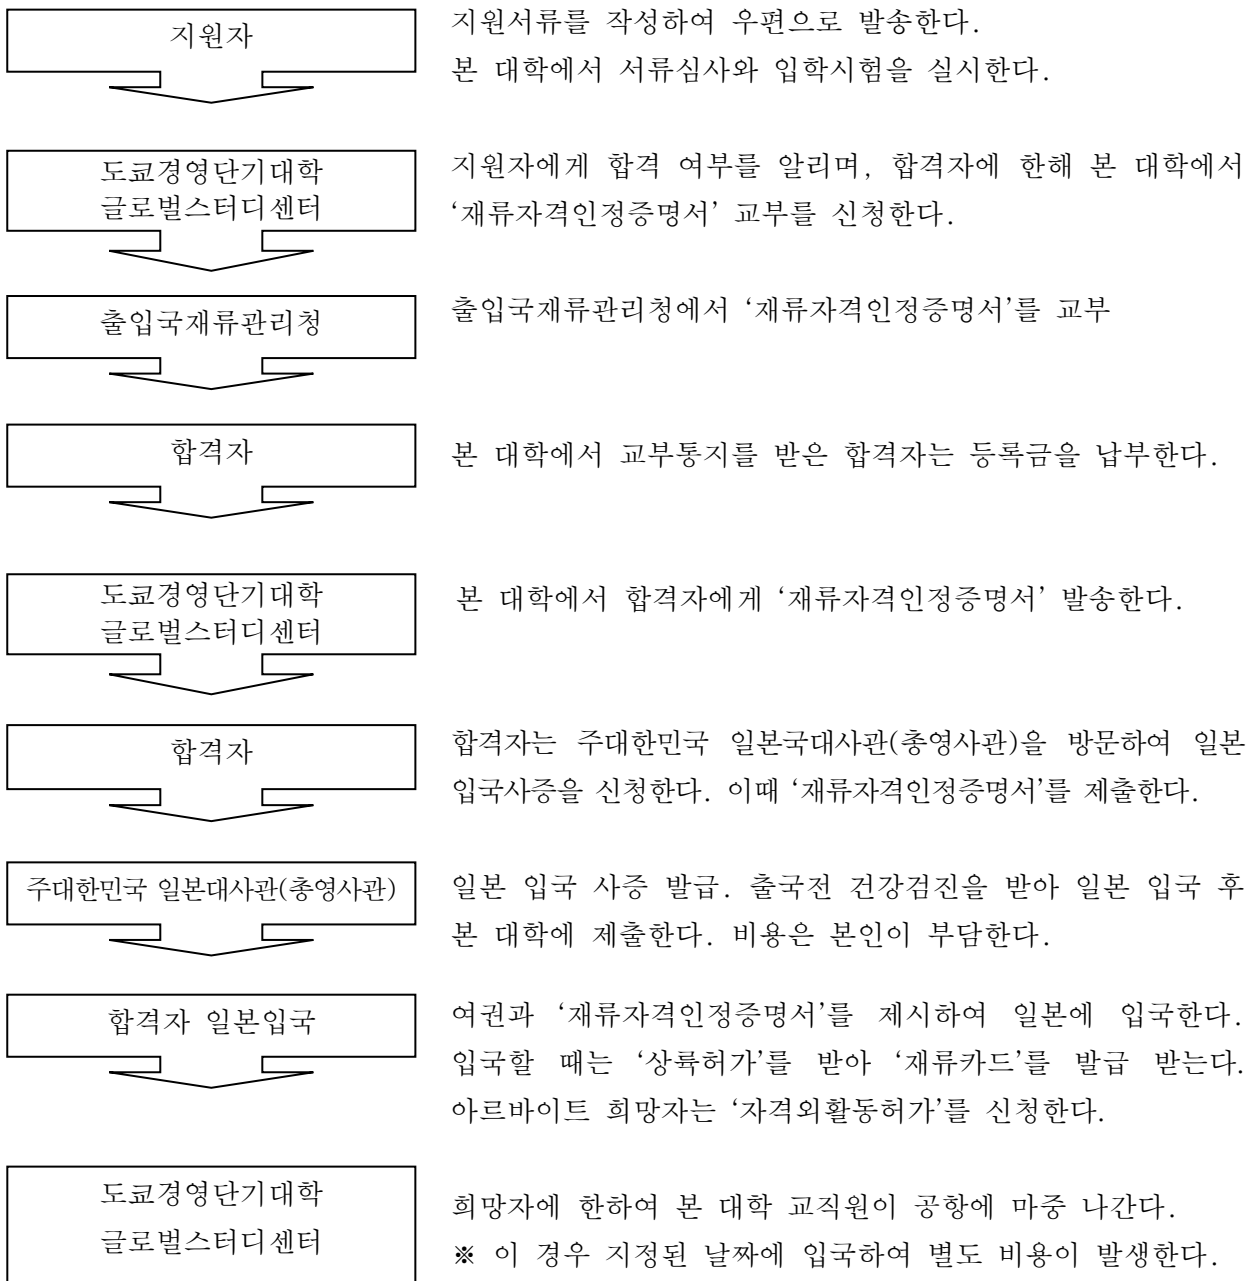 지원자
지원서류를 작성하여 우편으로 발송한다.
본 대학에서 서류심사와 입학시험을 실시한다.
도쿄경영단기대학
글로벌스터디센터
지원자에게 합격 여부를 알리며, 합격자에 한해 본 대학에서
‘재류자격인정증명서’ 교부를 신청한다.
출입국재류관리청
출입국재류관리청에서 ‘재류자격인정증명서’를 교부
합격자
본 대학에서 교부통지를 받은 합격자는 등록금을 납부한다.
도쿄경영단기대학
글로벌스터디센터
본 대학에서 합격자에게 ‘재류자격인정증명서’ 발송한다.
합격자
합격자는 주대한민국 일본국대사관(총영사관)을 방문하여 일본
입국사증을 신청한다. 이때 ‘재류자격인정증명서’를 제출한다.
주대한민국 일본대사관(총영사관)
일본 입국 사증 발급. 출국전 건강검진을 받아 일본 입국 후
본 대학에 제출한다. 비용은 본인이 부담한다.
합격자 일본입국
여권과 ‘재류자격인정증명서’를 제시하여 일본에 입국한다.
입국할 때는 ‘상륙허가’를 받아 ‘재류카드’를 발급 받는다.
아르바이트 희망자는 ‘자격외활동허가’를 신청한다.
도쿄경영단기대학
글로벌스터디센터
희망자에 한하여 본 대학 교직원이 공항에 마중 나간다.
※ 이 경우 지정된 날짜에 입국하여 별도 비용이 발생한다.